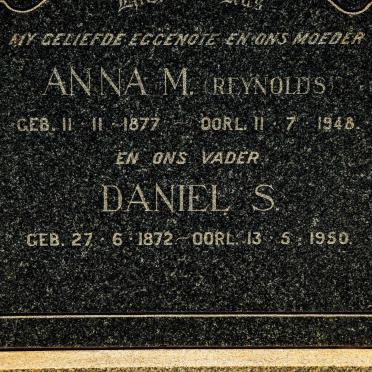 MY GELIEFDE EGGENOTE EN ONS MOEDER
ANNA M. (REYNOLDS)
GEB. 11 · 11 · 1877 — OORL. 11 · 7 · 1948.
EN ONS VADER
DANIEL S.
GEB. 27 · 6 · 1872 — OORL. 13 · 5 · 1950.